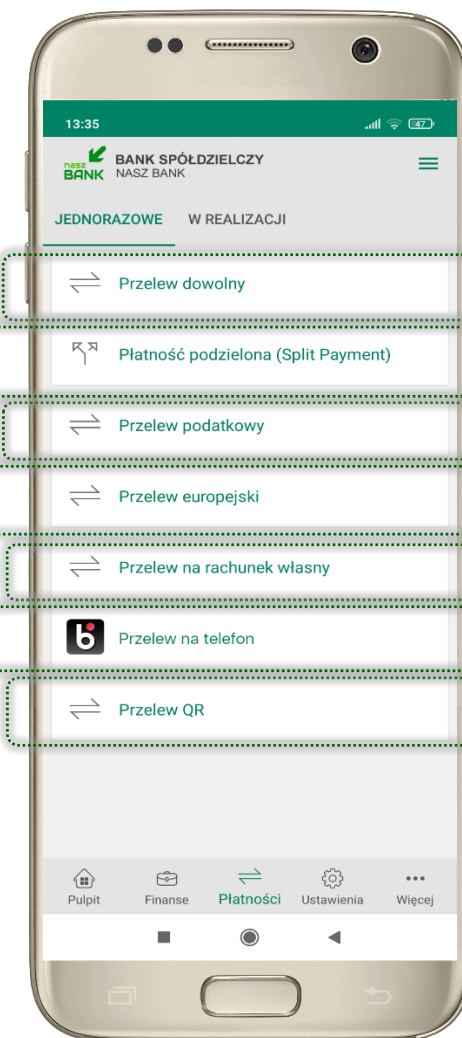 13:35
47
nasz BANK
BANK SPÓŁDZIELCZY
NASZ BANK
JEDNORAZOWE W REALIZACJI
Przelew dowolny
Płatność podzielona (Split Payment)
Przelew podatkowy
Przelew europejski
Przelew na rachunek własny
b Przelew na telefon
Przelew QR
Pulpit Finanse Płatności Ustawienia Więcej